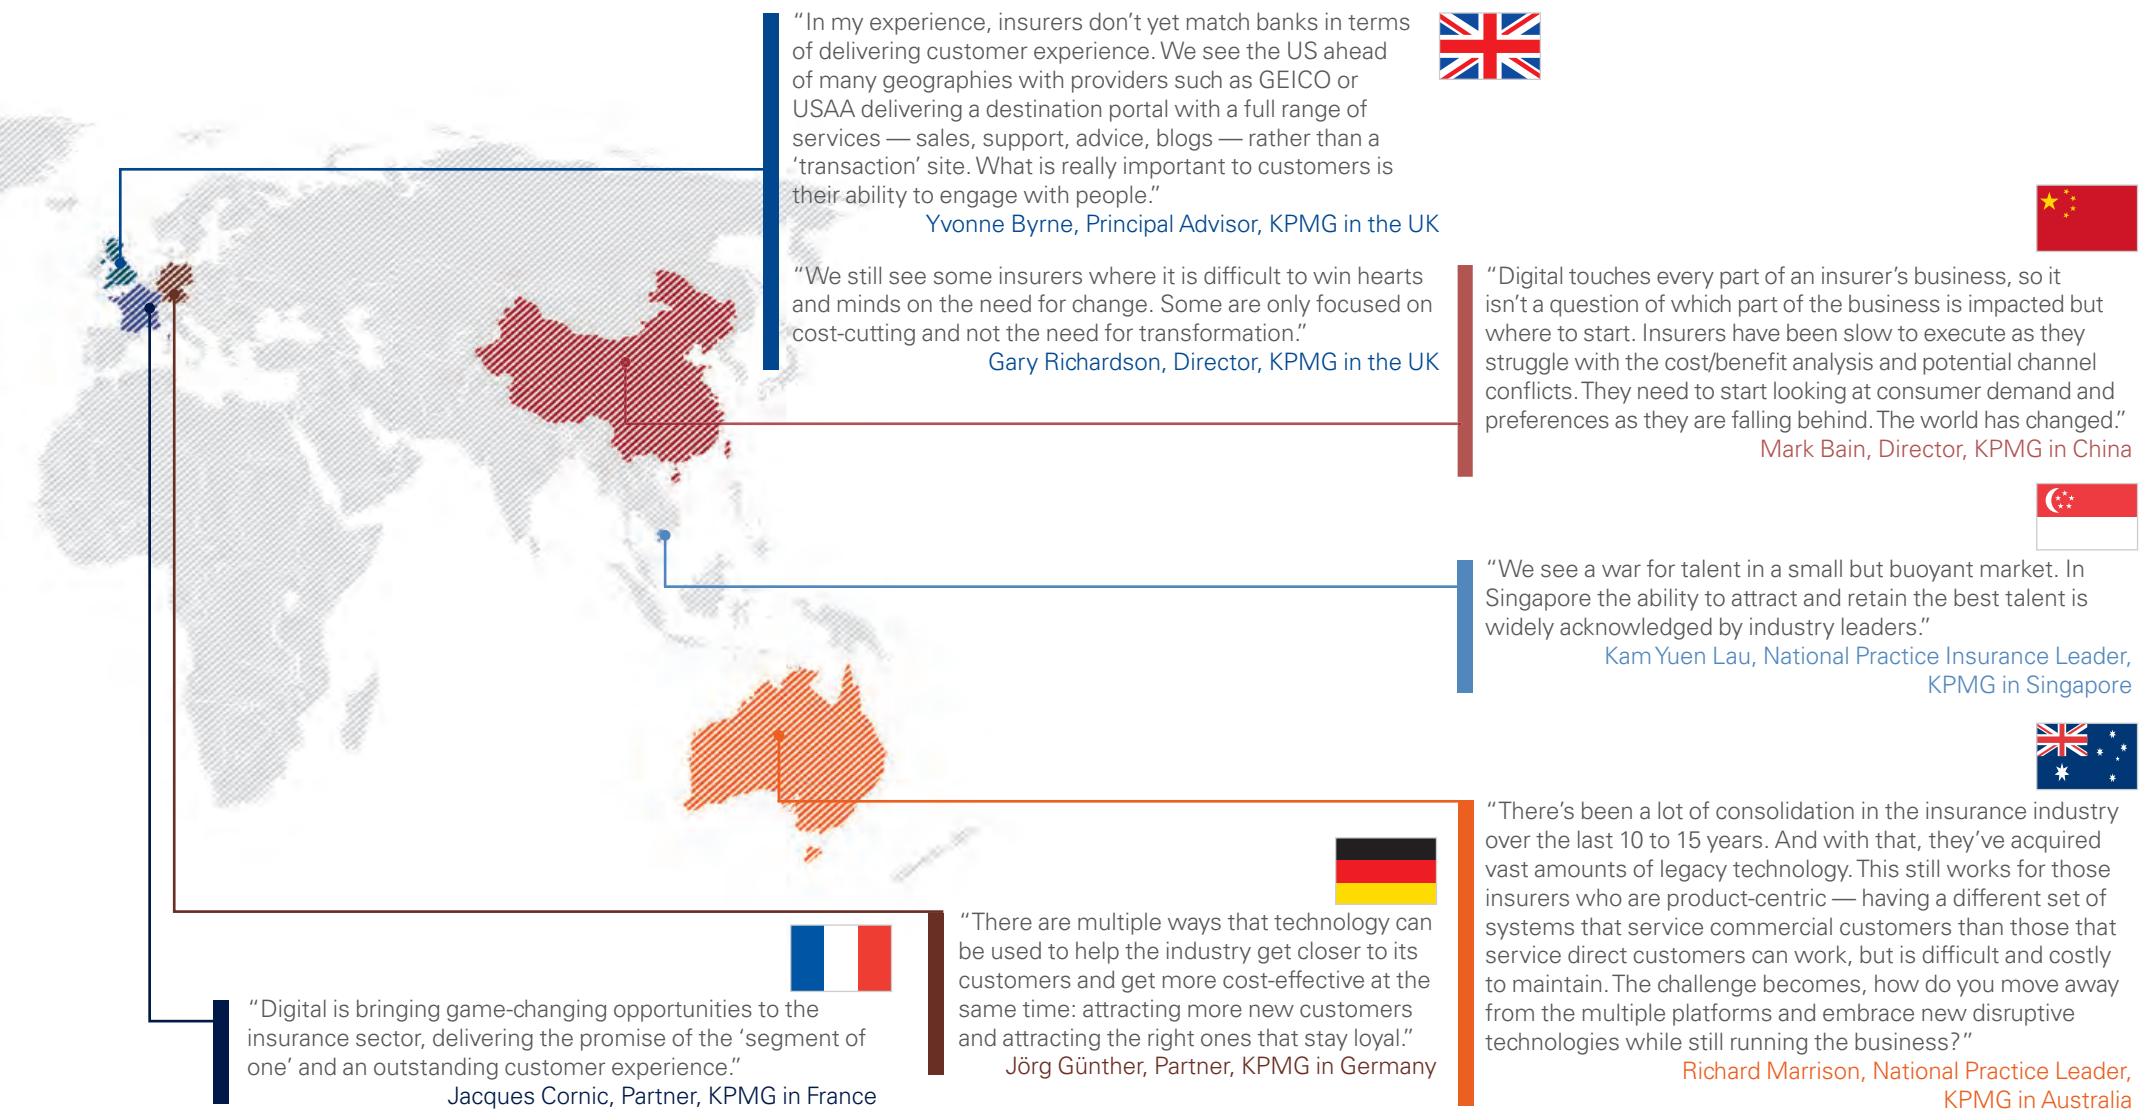 “In my experience, insurers don’t yet match banks in terms
of delivering customer experience. We see the US ahead
of many geographies with providers such as GEICO or
USAA delivering a destination portal with a full range of
services — sales, support, advice, blogs — rather than a
‘transaction’ site. What is really important to customers is
their ability to engage with people.”
Yvonne Byrne, Principal Advisor, KPMG in the UK
“We still see some insurers where it is difficult to win hearts
and minds on the need for change. Some are only focused on
cost-cutting and not the need for transformation.”
Gary Richardson, Director, KPMG in the UK
“Digital touches every part of an insurer’s business, so it
isn’t a question of which part of the business is impacted but
where to start. Insurers have been slow to execute as they
struggle with the cost/benefit analysis and potential channel
conflicts. They need to start looking at consumer demand and
preferences as they are falling behind. The world has changed.”
Mark Bain, Director, KPMG in China
“We see a war for talent in a small but buoyant market. In
Singapore the ability to attract and retain the best talent is
widely acknowledged by industry leaders.”
Kam Yuen Lau, National Practice Insurance Leader,
KPMG in Singapore
“There’s been a lot of consolidation in the insurance industry
over the last 10 to 15 years. And with that, they’ve acquired
vast amounts of legacy technology. This still works for those
insurers who are product-centric — having a different set of
systems that service commercial customers than those that
service direct customers can work, but is difficult and costly
to maintain. The challenge becomes, how do you move away
from the multiple platforms and embrace new disruptive
technologies while still running the business?”
Richard Marrison, National Practice Leader,
KPMG in Australia
“There are multiple ways that technology can
be used to help the industry get closer to its
customers and get more cost-effective at the
same time: attracting more new customers
and attracting the right ones that stay loyal.”
Jörg Günther, Partner, KPMG in Germany
“Digital is bringing game-changing opportunities to the
insurance sector, delivering the promise of the ‘segment of
one’ and an outstanding customer experience.”
Jacques Cornic, Partner, KPMG in France